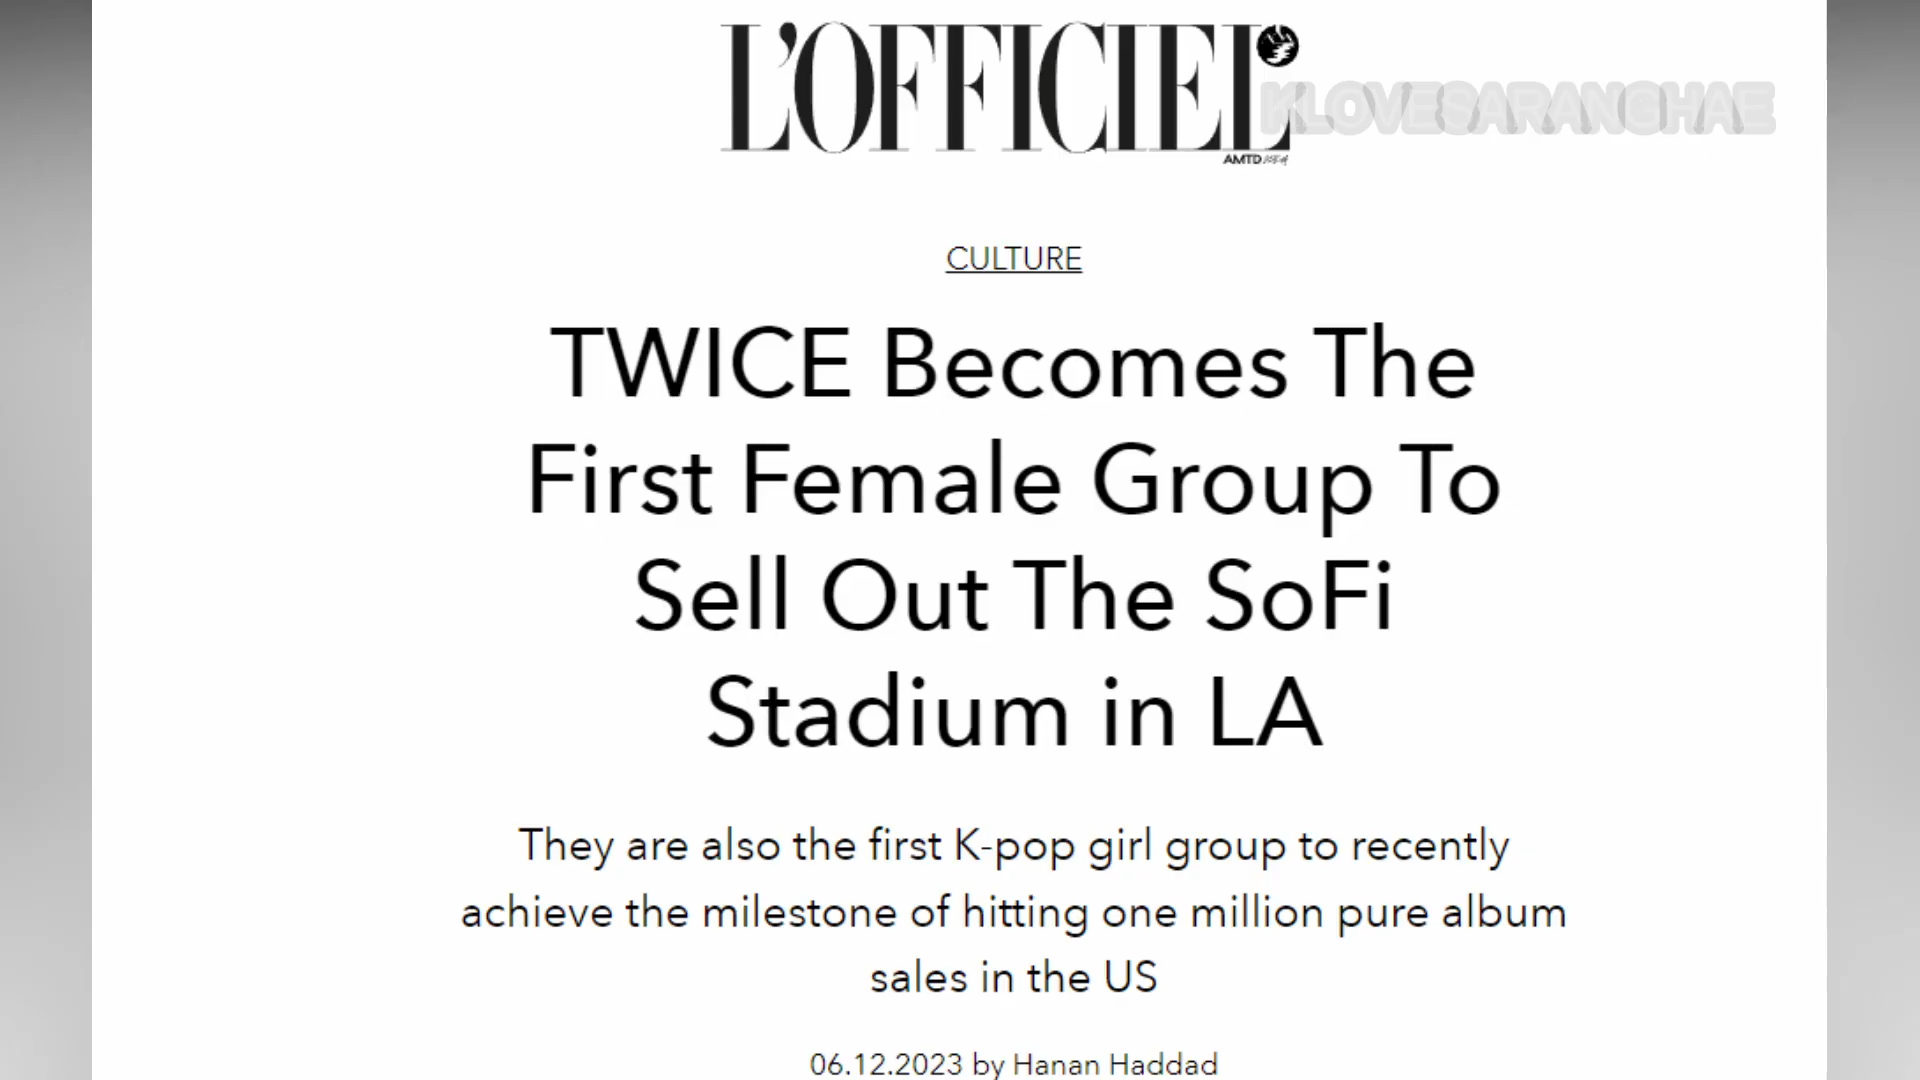 L'OFFICIEL
KLOVESARANGHAE
AMTD
CULTURE
TWICE Becomes The
First Female Group To
Sell Out The SoFi
Stadium in LA
They are also the first K-pop girl group to recently
achieve the milestone of hitting one million pure album
sales in the US
06.12.2023 by Hanan Haddad